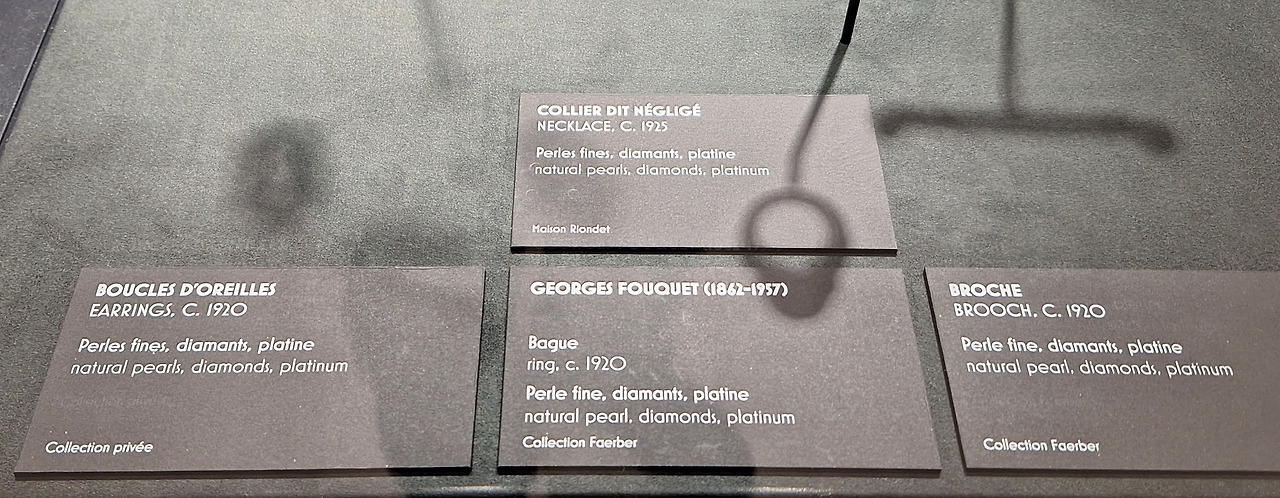 COLLIER DIT NÉGLIGÉ
NECKLACE, C. 1925
Perles fines, diamants, platine
natural pearls, diamonds, platinum
Maison Riondet
BOUCLES D'OREILLES
EARRINGS, C. 1920
Perles fines, diamants, platine
natural pearls, diamonds, platinum
Collection privée
GEORGES FOUQUET (1862-1957)
Bague
ring, c. 1920
Perle fine, diamants, platine
natural pearl, diamonds, platinum
Collection Faerber
BROCHE
BROOCH, C. 1920
Perle fine, diamants, platine
natural pearl, diamonds, platinum
Collection Faerber